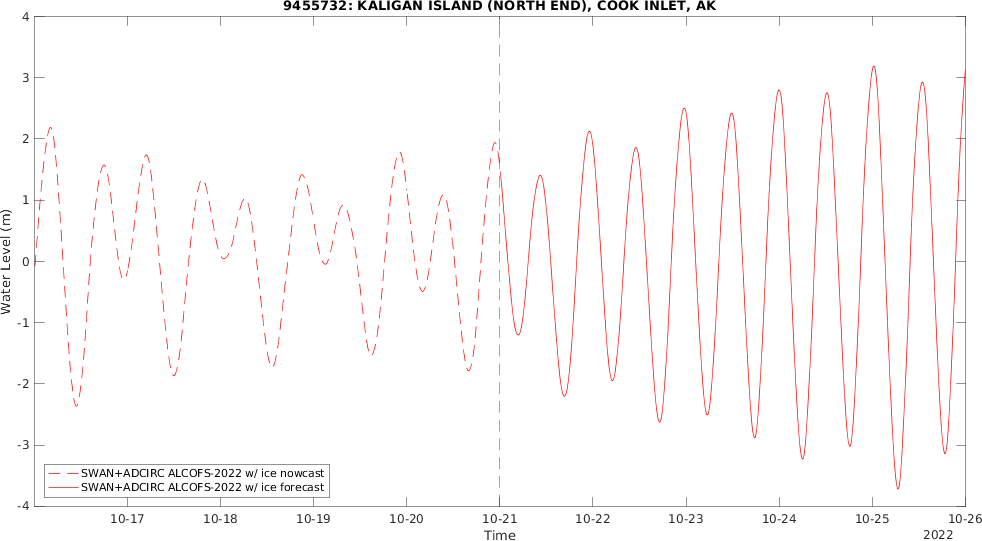 9455732: KALIGAN ISLAND (NORTH END), COOK INLET, AK
4
3
2
1
0
-1
-2
-3
-4
Water Level (m)
SWAN+ADCIRC ALCOFS-2022 w/ ice nowcast
SWAN+ADCIRC ALCOFS-2022 w/ ice forecast
10-17 10-18 10-19 10-20 10-21 10-22 10-23 10-24 10-25 10-26
Time
2022